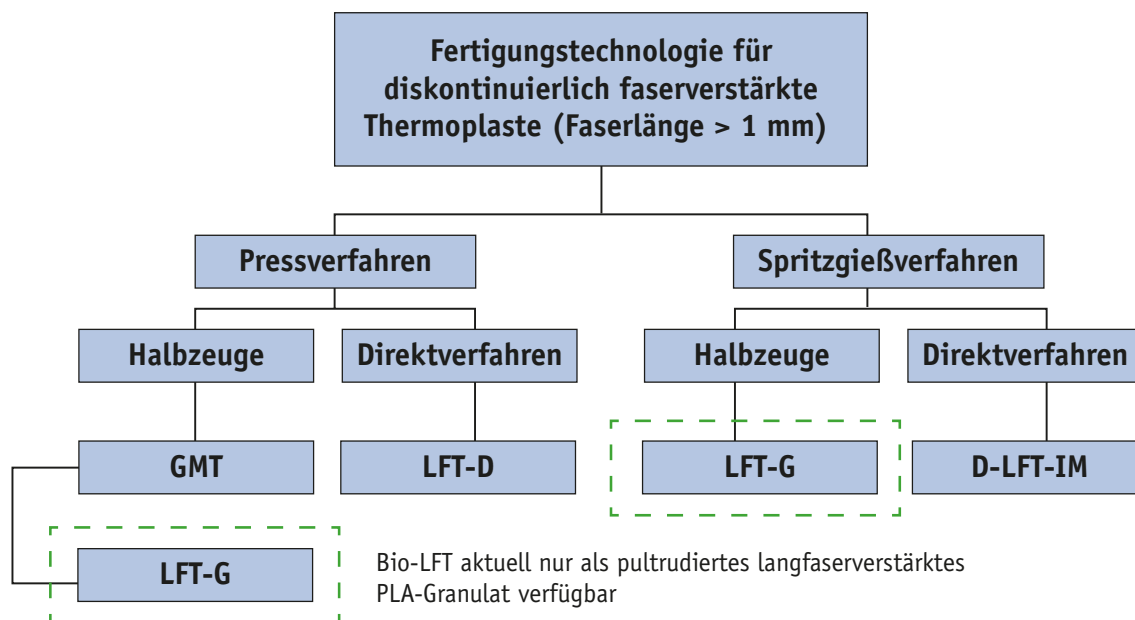 Fertigungstechnologie für
diskontinuierlich faserverstärkte
Thermoplaste (Faserlänge > 1 mm)
Pressverfahren
Spritzgießverfahren
Halbzeuge
Direktverfahren
Halbzeuge
Direktverfahren
GMT
LFT-D
LFT-G
D-LFT-IM
LFT-G
Bio-LFT aktuell nur als pultrudiertes langfaserverstärktes
PLA-Granulat verfügbar